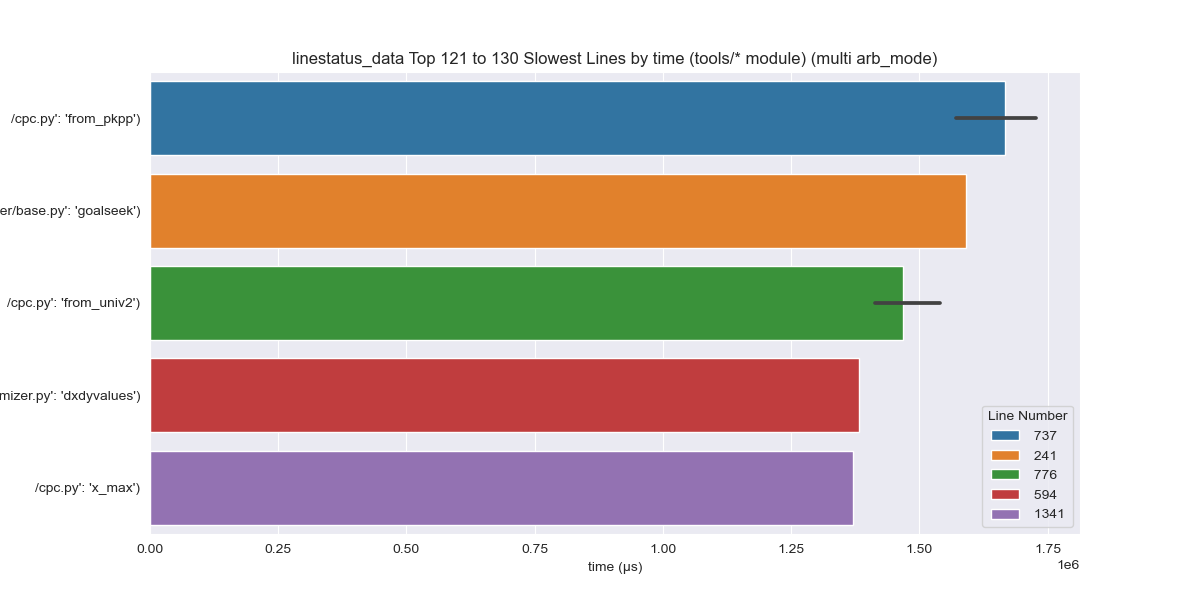 linestatus_data Top 121 to 130 Slowest Lines by time (tools/* module) (multi arb_mode)
/cpc.py': 'from_pkpp')
er/base.py': 'goalseek')
/cpc.py': 'from_univ2')
mizer.py': 'dxdyvalues')
/cpc.py': 'x_max')
Line Number
737
241
776
594
1341
0.00 0.25 0.50 0.75 1.00 1.25 1.50 1.75
1e6
time (µs)